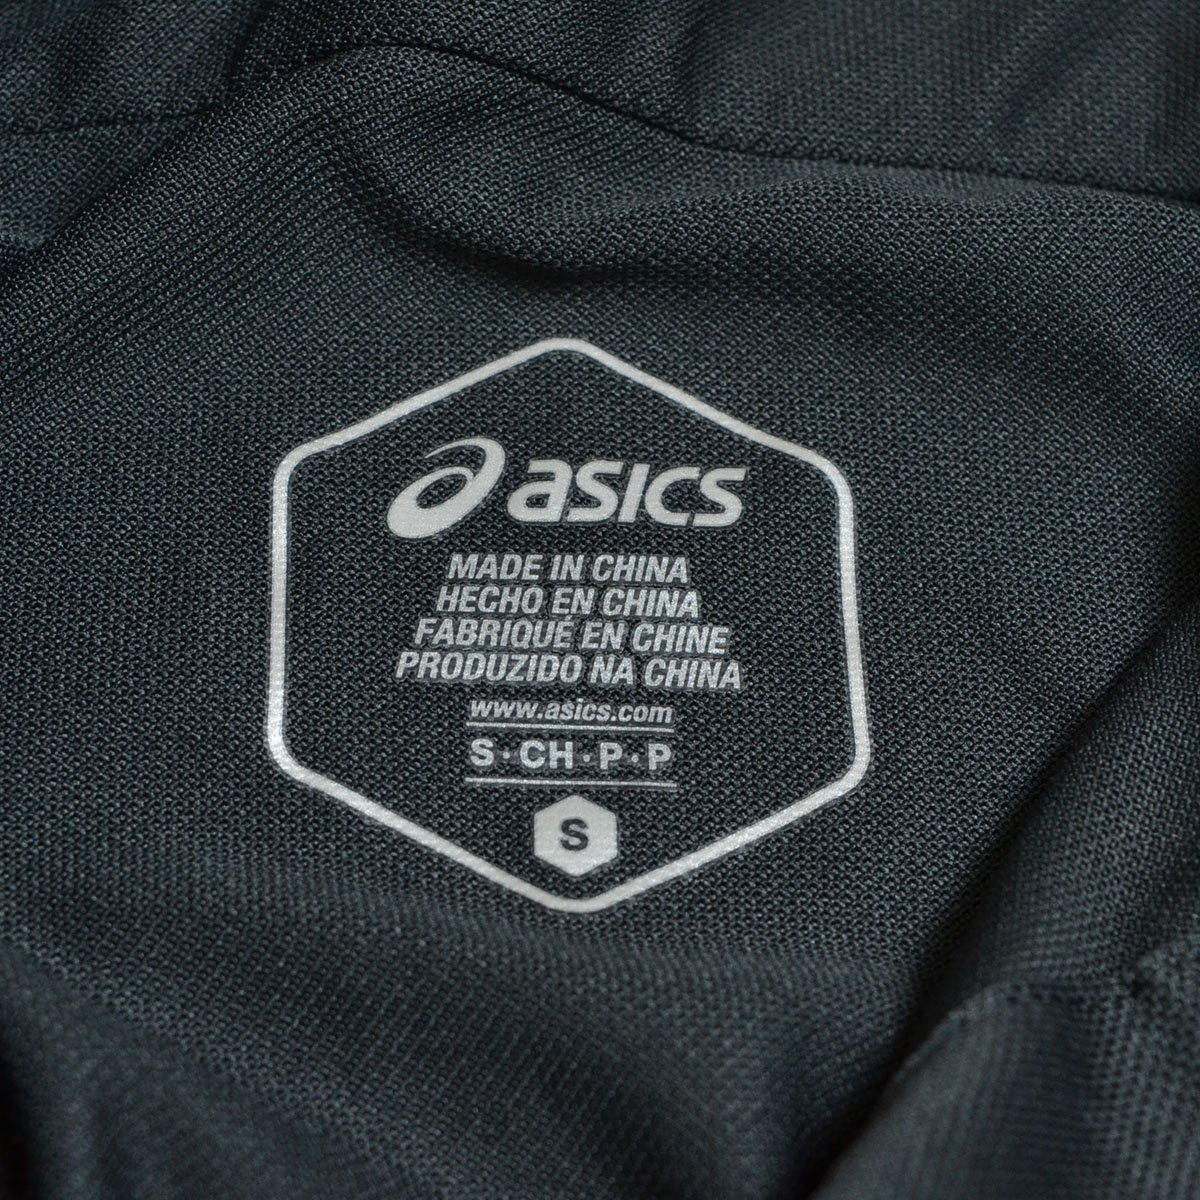 asics
MADE IN CHINA
HECHO EN CHINA
FABRIQUÉ EN CHINE
PRODUZIDO NA CHINA
www.asics.com
S·CH·P·P
S